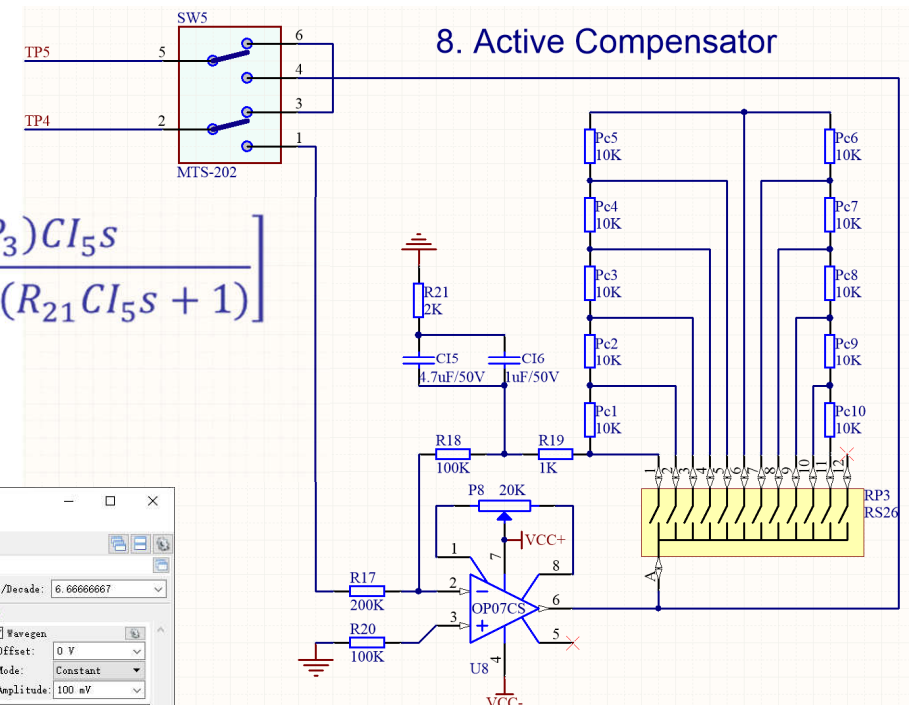 SW5
8. Active Compensator
TP5
5
6
4
TP4
2
3
1
MTS-202
₃)CI₅s
(R₂₁CI₅s + 1)
Pc5
10K
Pc6
10K
Pc4
10K
Pc7
10K
Pc3
10K
Pc8
10K
Pc2
10K
Pc9
10K
Pc1
10K
Pc10
10K
R21
2K
CI5
4.7uF/50V
CI6
1uF/50V
R18
100K
R19
1K
P8 20K
1 2 3 4 5 6 7 8 9 10 11 12
RP3
RS26
A
VCC+
1
7
8
R17
200K
2
OP07CS
6
3
R20
100K
5
U8
4
VCC-
/Decade: 6.66666667
Wavegen
Offset: 0 V
Mode: Constant
Amplitude: 100 mV